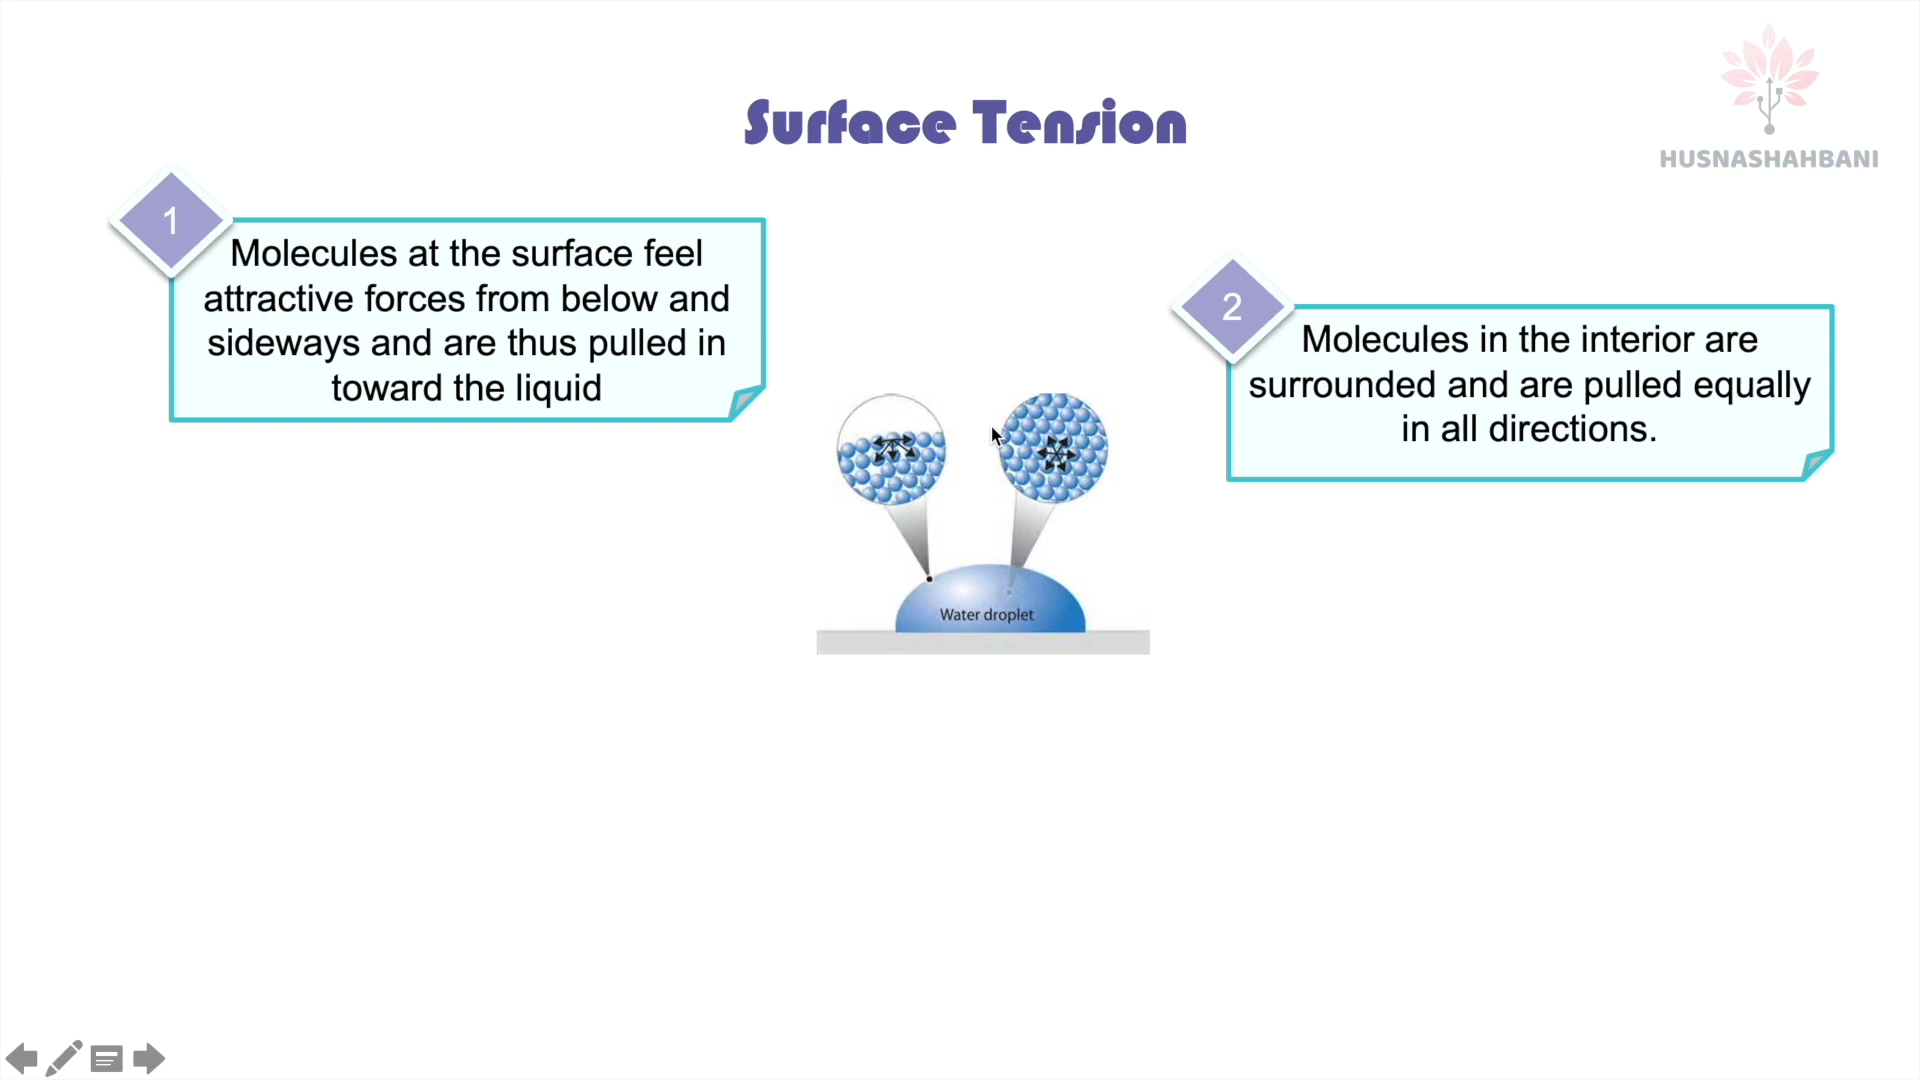 Surface Tension
HUSNASHAHBANI
1
Molecules at the surface feel
attractive forces from below and
sideways and are thus pulled in
toward the liquid
2
Molecules in the interior are
surrounded and are pulled equally
in all directions.
Water droplet